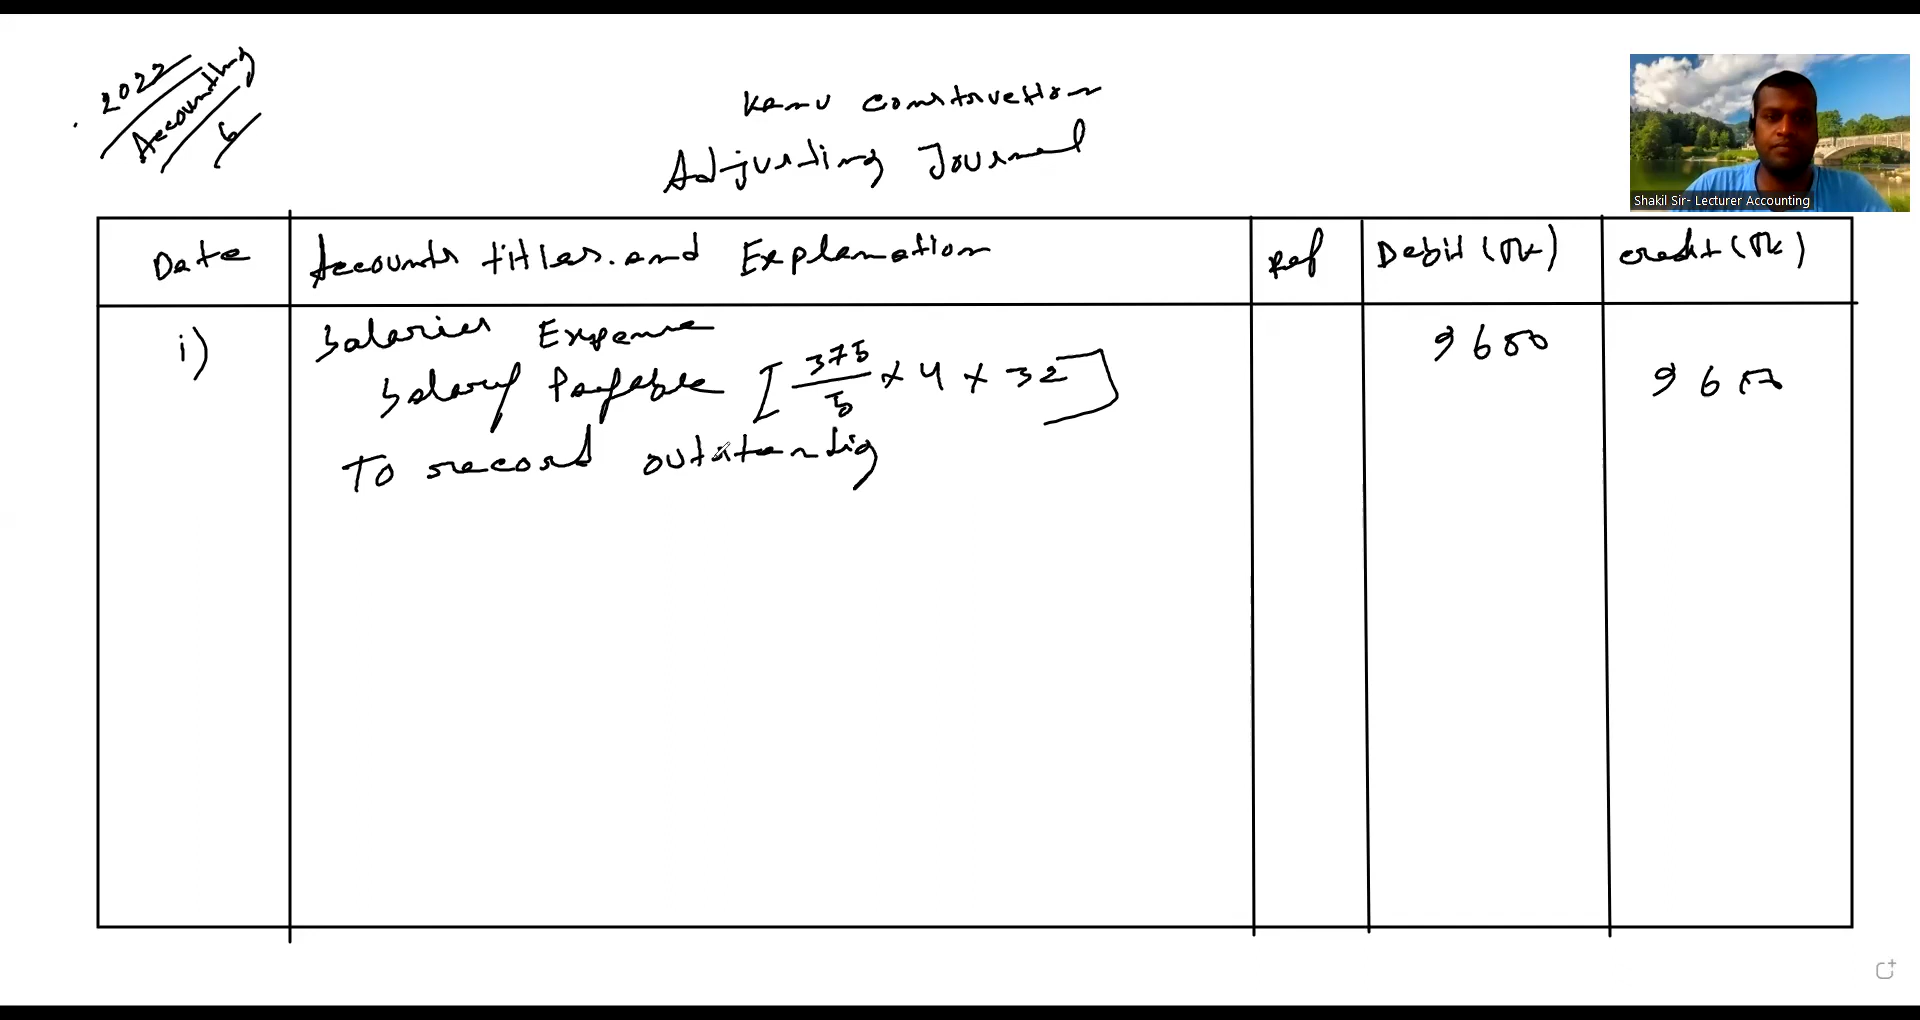 2022
Accounting
6
Kanu Construction
Adjusting Journal
Shakil Sir- Lecturer Accounting
Date Accounts titles and Explanation Ref Debit (Tk) credit (Tk)
i) Salaries Expense 9600
Salary Payable [375/5 × 4 × 32] 9600
To record outstandig